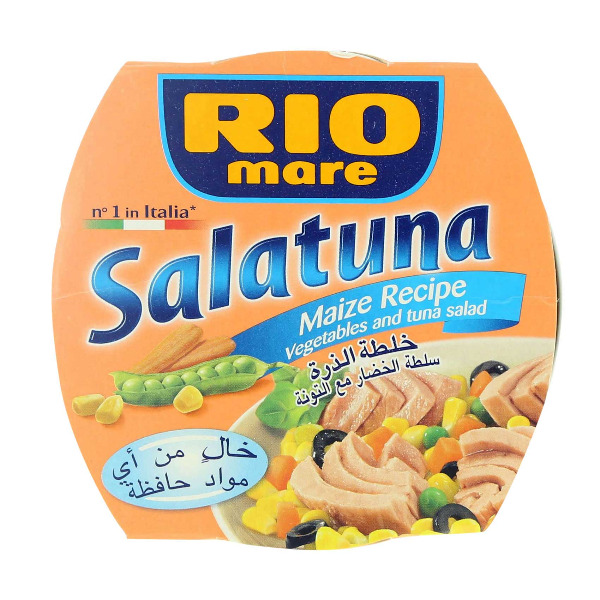 RIO
mare
n° 1 in Italia*
Salatuna
Maize Recipe
Vegetables and tuna salad
خلطة الذرة
سلطة الخضار مع التونة
خالٍ من أي
مواد حافظة